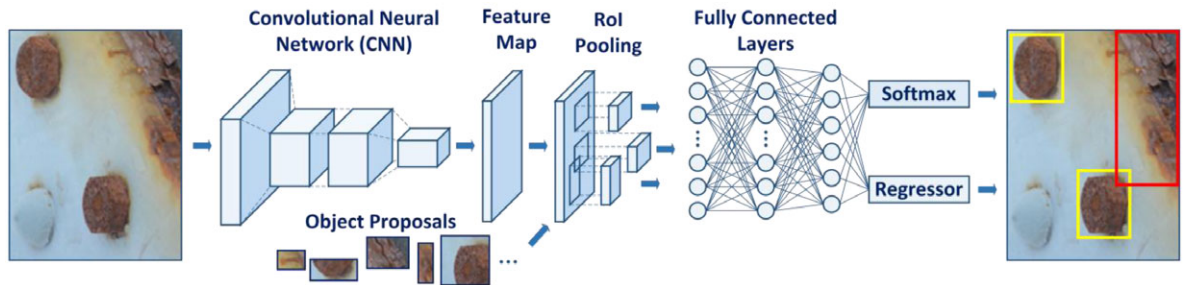 Convolutional Neural
Network (CNN)
Feature
Map
RoI
Pooling
Fully Connected
Layers
Softmax
Regressor
Object Proposals
...